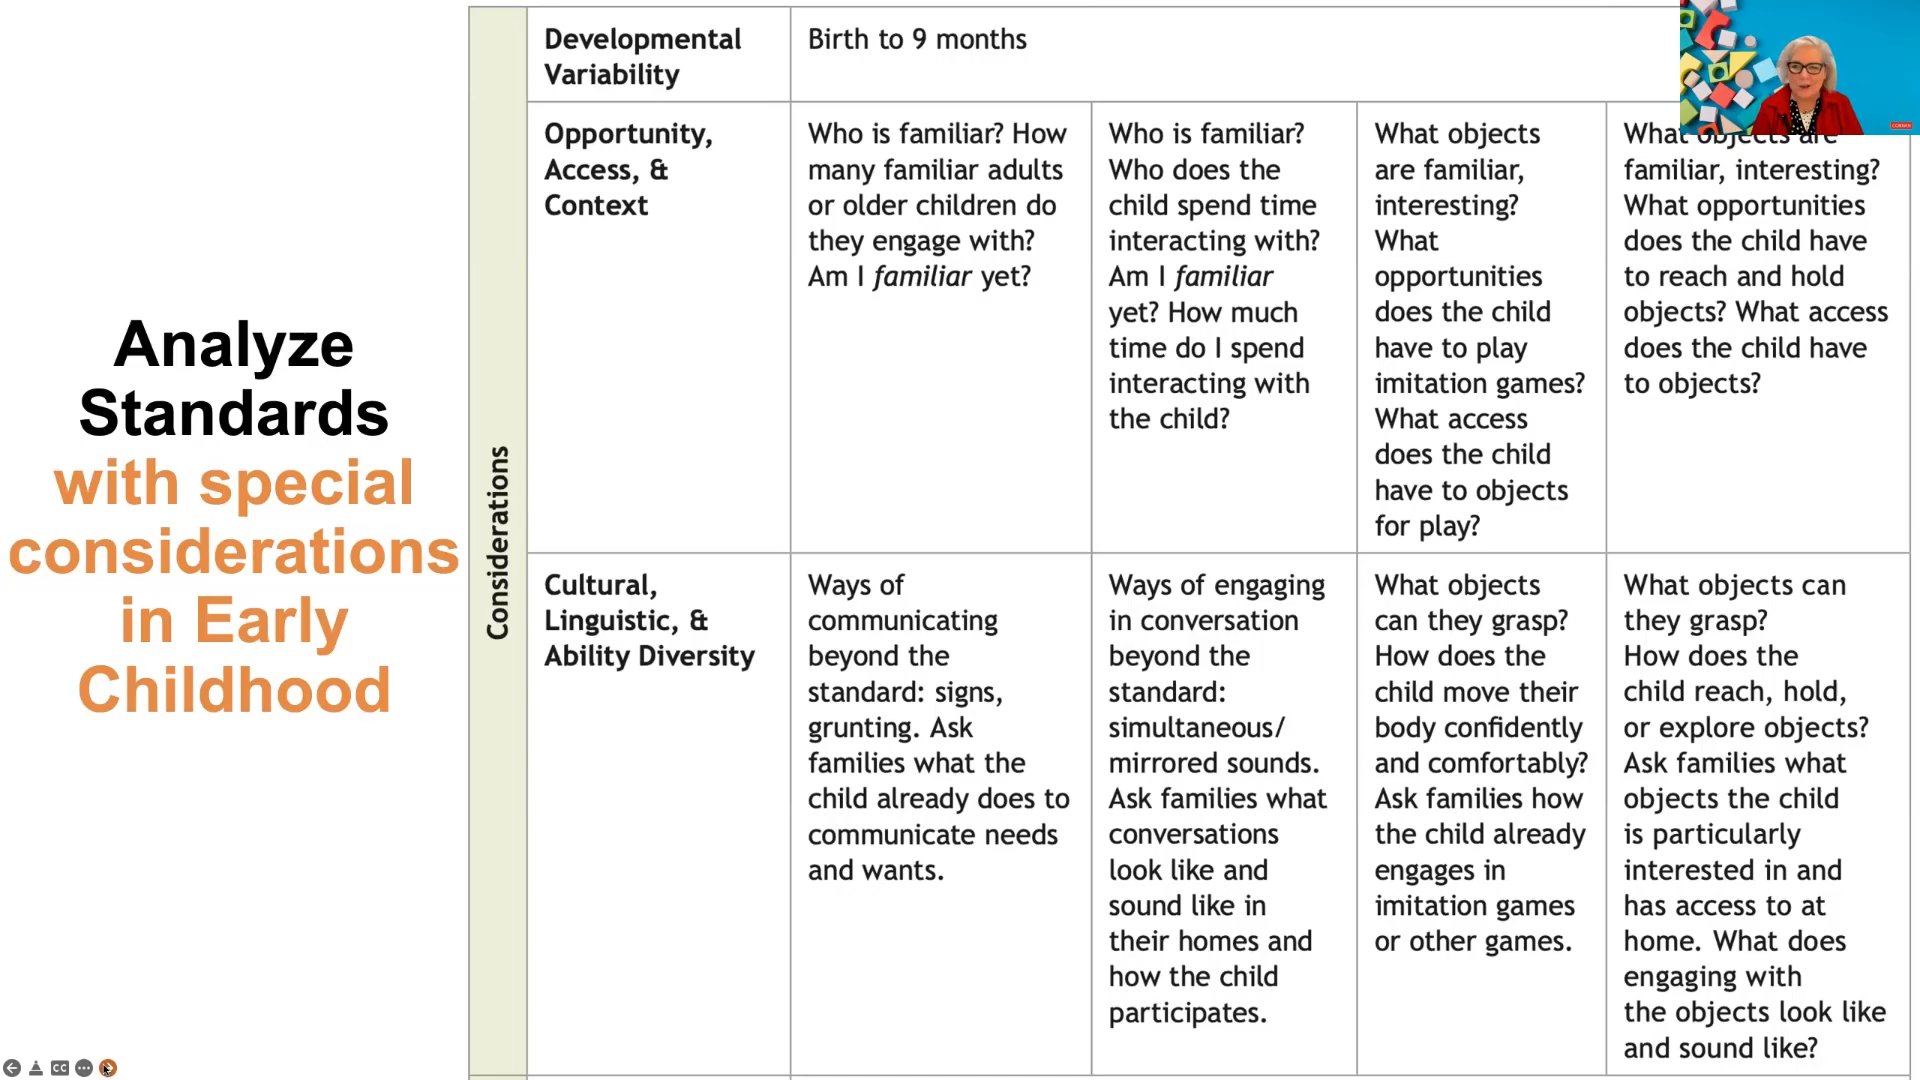 Analyze
Standards
with special
considerations
in Early
Childhood
Considerations
Developmental
Variability
Birth to 9 months
Opportunity,
Access, &
Context
Who is familiar? How
many familiar adults
or older children do
they engage with?
Am I familiar yet?
Who is familiar?
Who does the
child spend time
interacting with?
Am I familiar
yet? How much
time do I spend
interacting with
the child?
What objects
are familiar,
interesting?
What
opportunities
does the child
have to play
imitation games?
What access
does the child
have to objects
for play?
What objects are
familiar, interesting?
What opportunities
does the child have
to reach and hold
objects? What access
does the child have
to objects?
Cultural,
Linguistic, &
Ability Diversity
Ways of
communicating
beyond the
standard: signs,
grunting. Ask
families what the
child already does to
communicate needs
and wants.
Ways of engaging
in conversation
beyond the
standard:
simultaneous/
mirrored sounds.
Ask families what
conversations
look like and
sound like in
their homes and
how the child
participates.
What objects
can they grasp?
How does the
child move their
body confidently
and comfortably?
Ask families how
the child already
engages in
imitation games
or other games.
What objects can
they grasp?
How does the
child reach, hold,
or explore objects?
Ask families what
objects the child
is particularly
interested in and
has access to at
home. What does
engaging with
the objects look like
and sound like?
CORWIN
CC